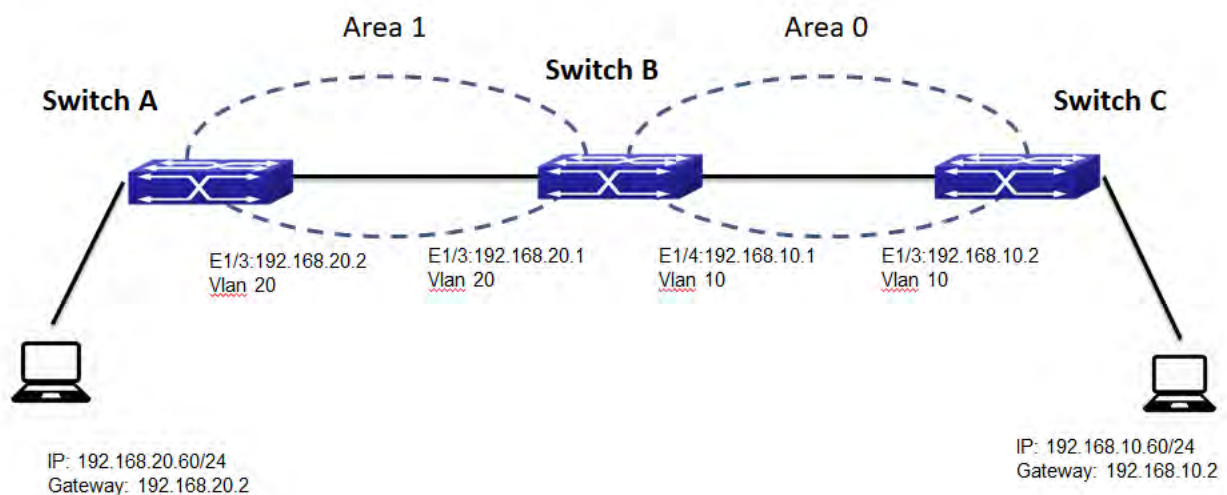 Area 1
Area 0
Switch B
Switch A
Switch C
E1/3:192.168.20.2
Vlan 20
E1/3:192.168.20.1
Vlan 20
E1/4:192.168.10.1
Vlan 10
E1/3:192.168.10.2
Vlan 10
IP: 192.168.20.60/24
Gateway: 192.168.20.2
IP: 192.168.10.60/24
Gateway: 192.168.10.2